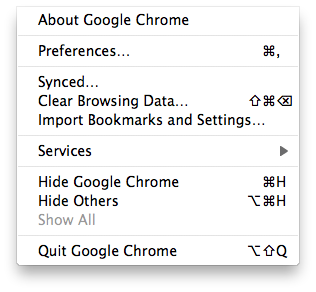 About Google Chrome
Preferences... ⌘,
Synced...
Clear Browsing Data... ⇧⌘⌫
Import Bookmarks and Settings...
Services ▶
Hide Google Chrome ⌘H
Hide Others ⌥⌘H
Show All
Quit Google Chrome ⌥⇧Q